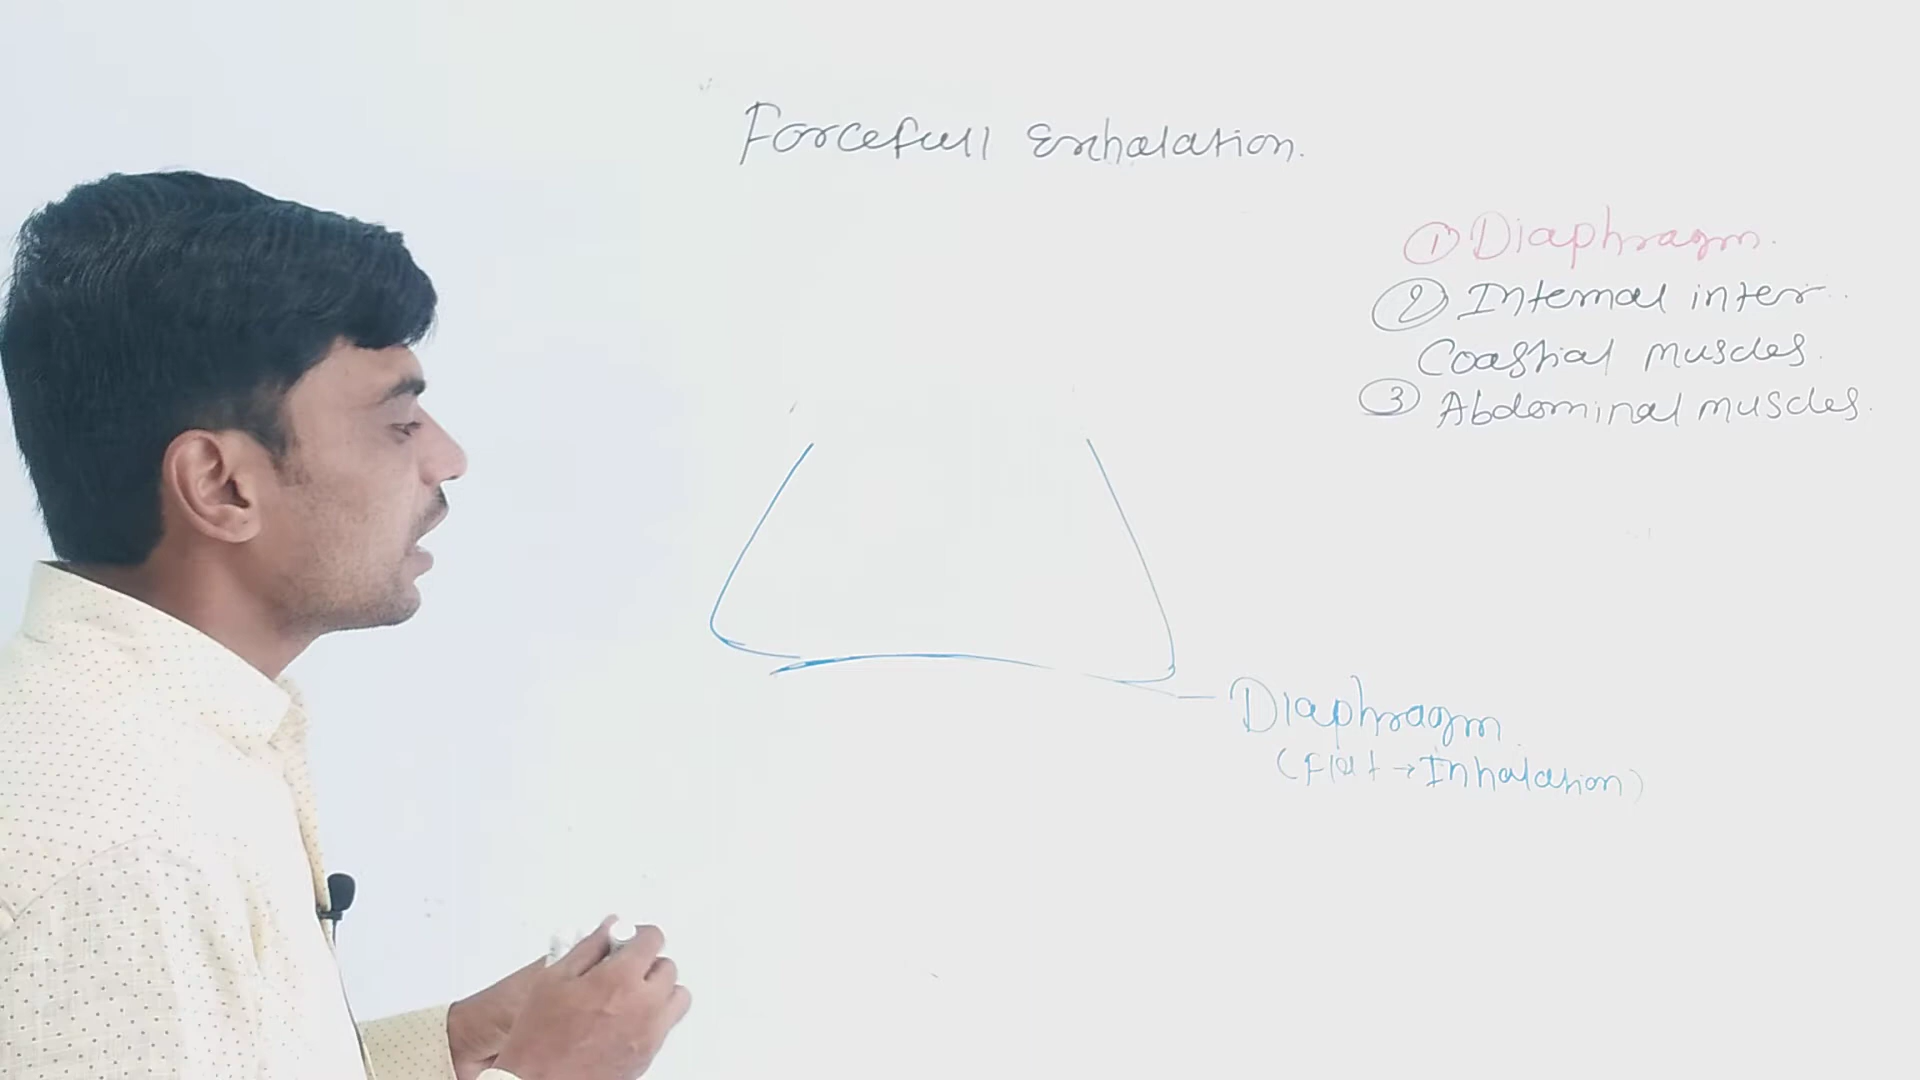 Forcefull Exhalation.
① Diaphragm.
② Internal inter
Coastial muscles.
③ Abdominal muscles.
Diaphragm
(Flat → Inhalation)